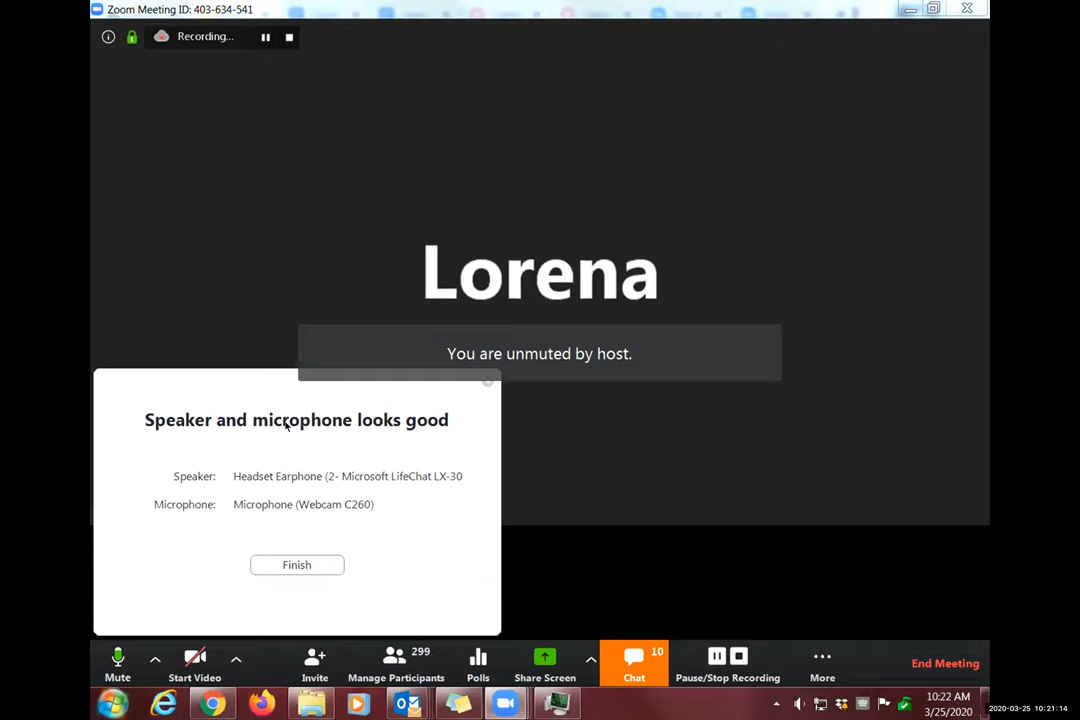 Zoom Meeting ID: 403-634-541
Recording...
Lorena
You are unmuted by host.
Speaker and microphone looks good
Speaker: Headset Earphone (2- Microsoft LifeChat LX-30
Microphone: Microphone (Webcam C260)
Finish
299
10
Mute
Start Video
Invite
Manage Participants
Polls
Share Screen
Chat
Pause/Stop Recording
More
End Meeting
10:22 AM
3/25/2020
2020-03-25 10:21:14